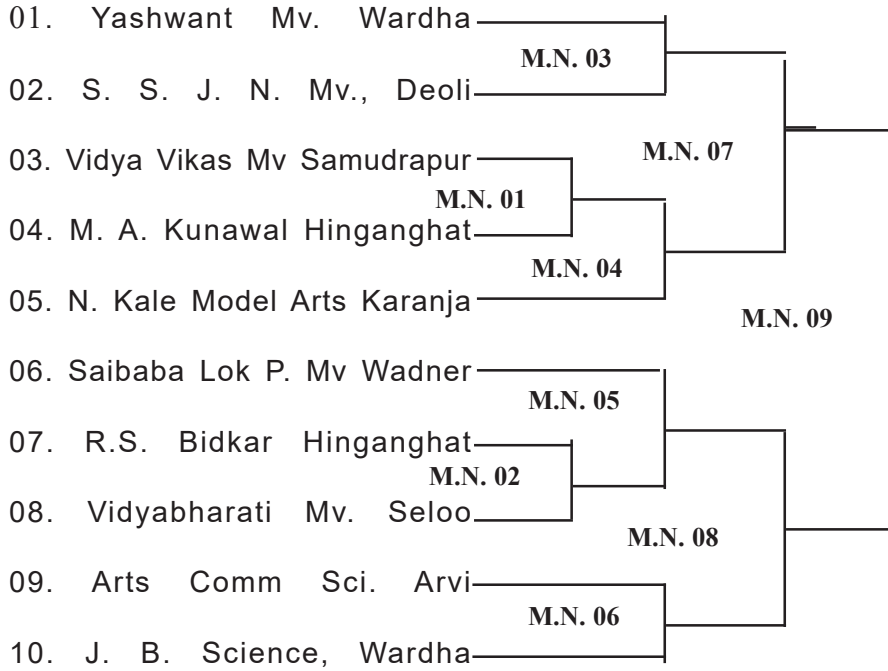 01. Yashwant Mv. Wardha
M.N. 03
02. S. S. J. N. Mv., Deoli
M.N. 07
03. Vidya Vikas Mv Samudrapur
M.N. 01
04. M. A. Kunawal Hinganghat
M.N. 04
05. N. Kale Model Arts Karanja
M.N. 09
06. Saibaba Lok P. Mv Wadner
M.N. 05
07. R.S. Bidkar Hinganghat
M.N. 02
08. Vidyabharati Mv. Seloo
M.N. 08
09. Arts Comm Sci. Arvi
M.N. 06
10. J. B. Science, Wardha